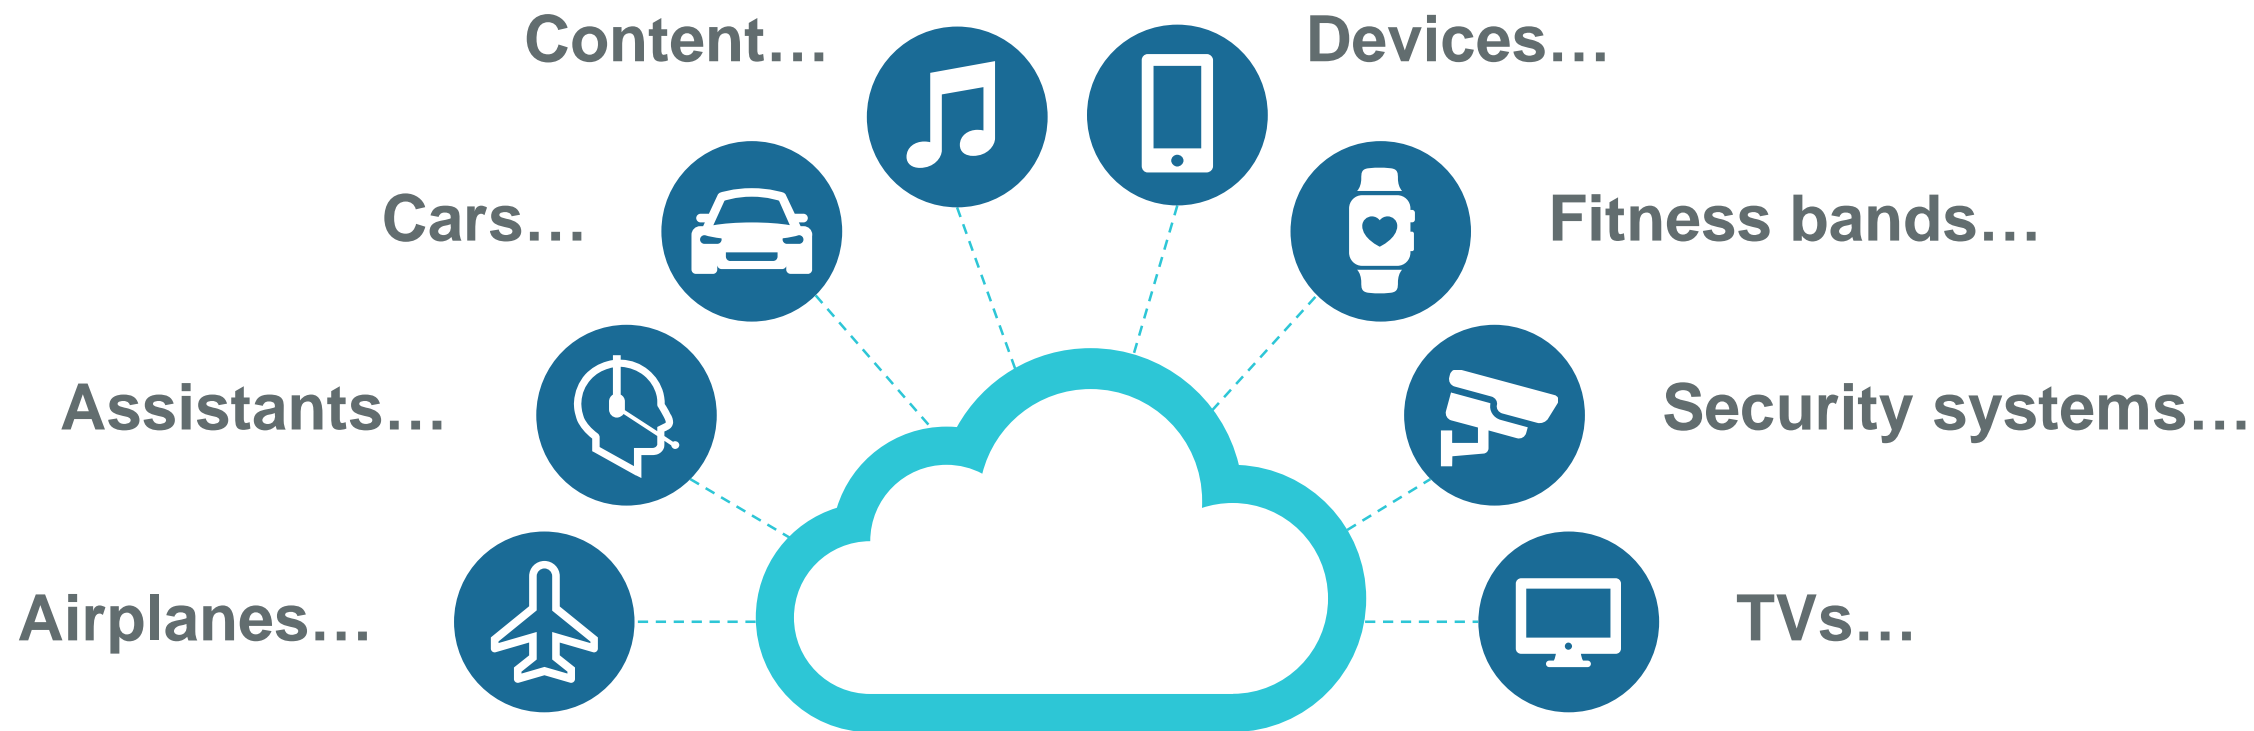 Content…
Devices…
Cars…
Fitness bands…
Assistants…
Security systems…
Airplanes…
TVs…